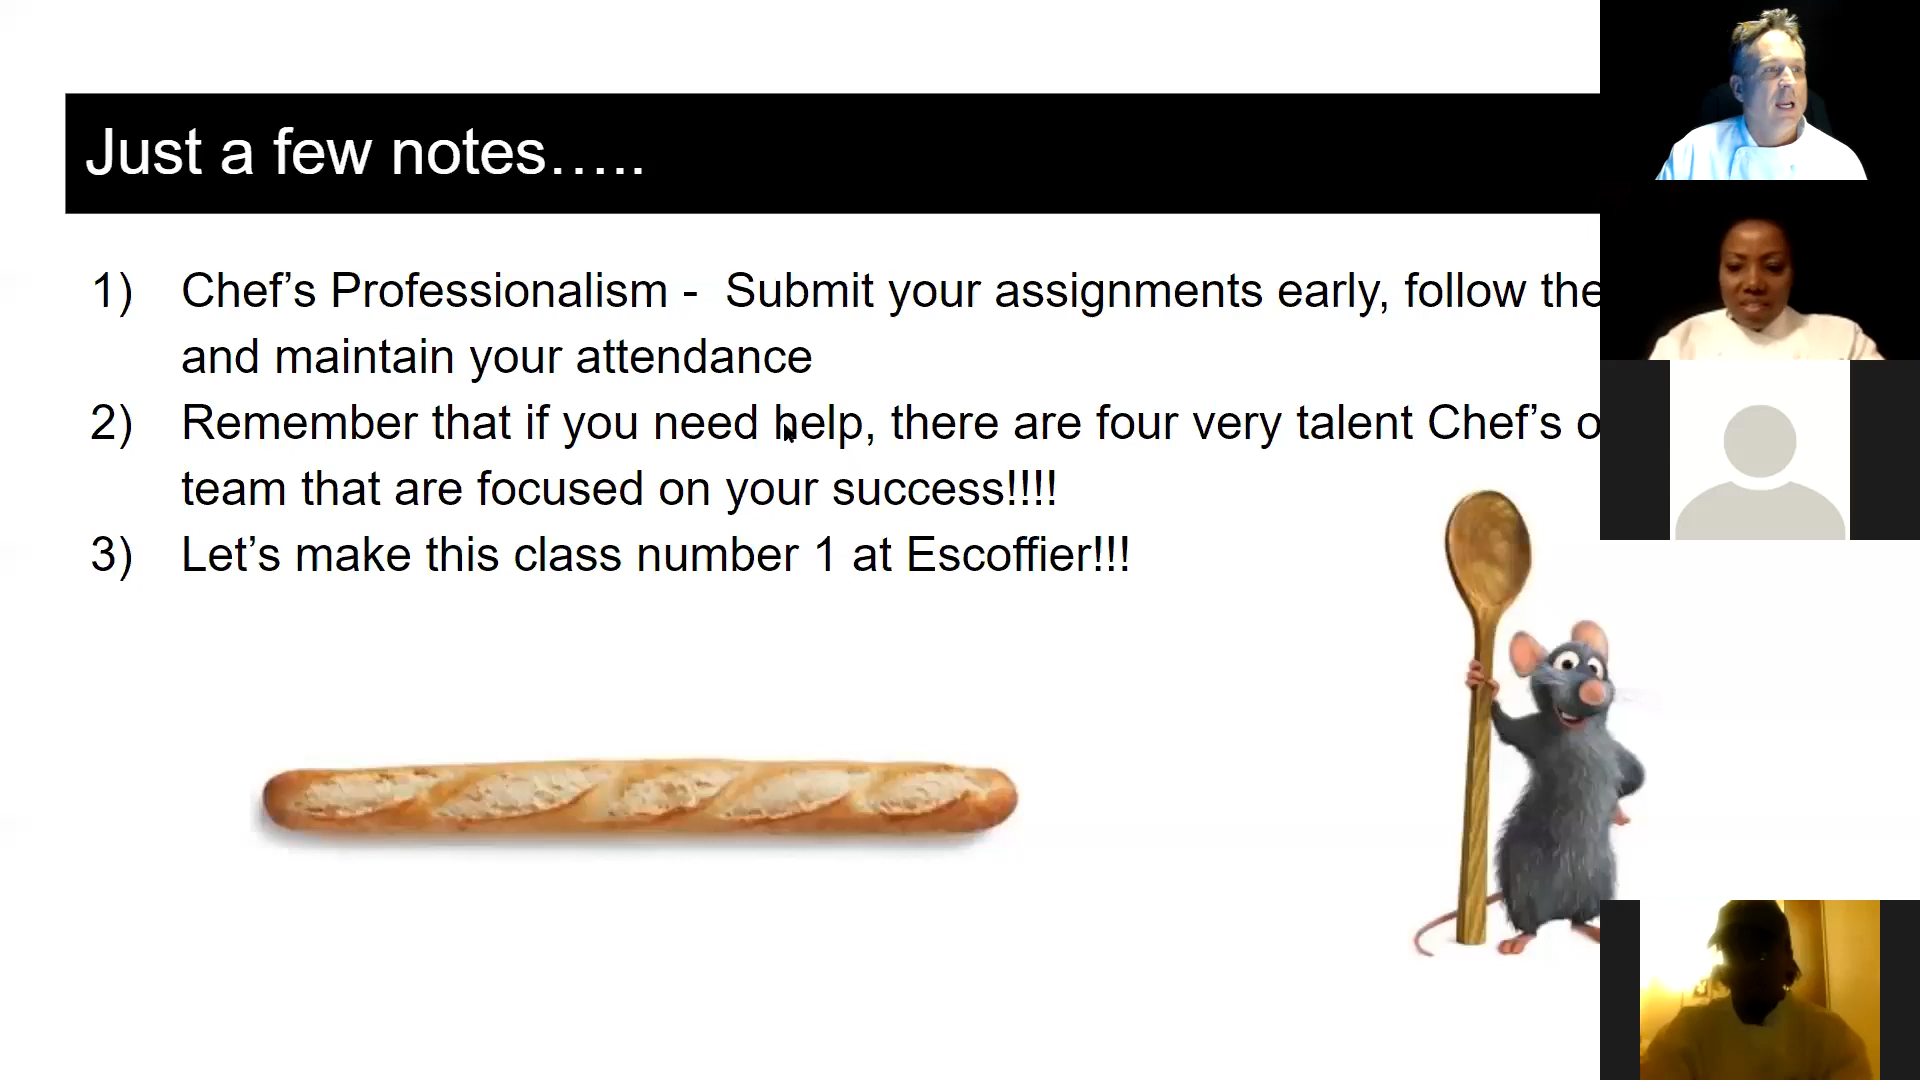 Just a few notes…..
1) Chef’s Professionalism - Submit your assignments early, follow the
and maintain your attendance
2) Remember that if you need help, there are four very talent Chef’s
team that are focused on your success!!!!
3) Let’s make this class number 1 at Escoffier!!!